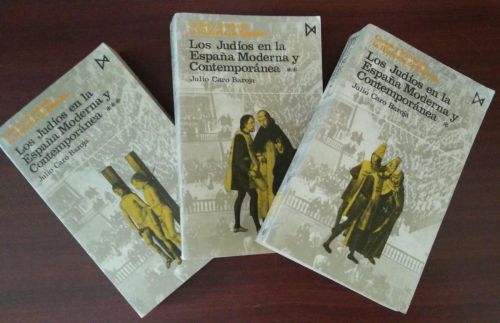 Los Judíos en la
España Moderna y
Contemporánea ***
Julio Caro Baroja
Los Judíos en la
España Moderna y
Contemporánea **
Julio Caro Baroja
Los Judíos en la
España Moderna y
Contemporánea *
Julio Caro Baroja